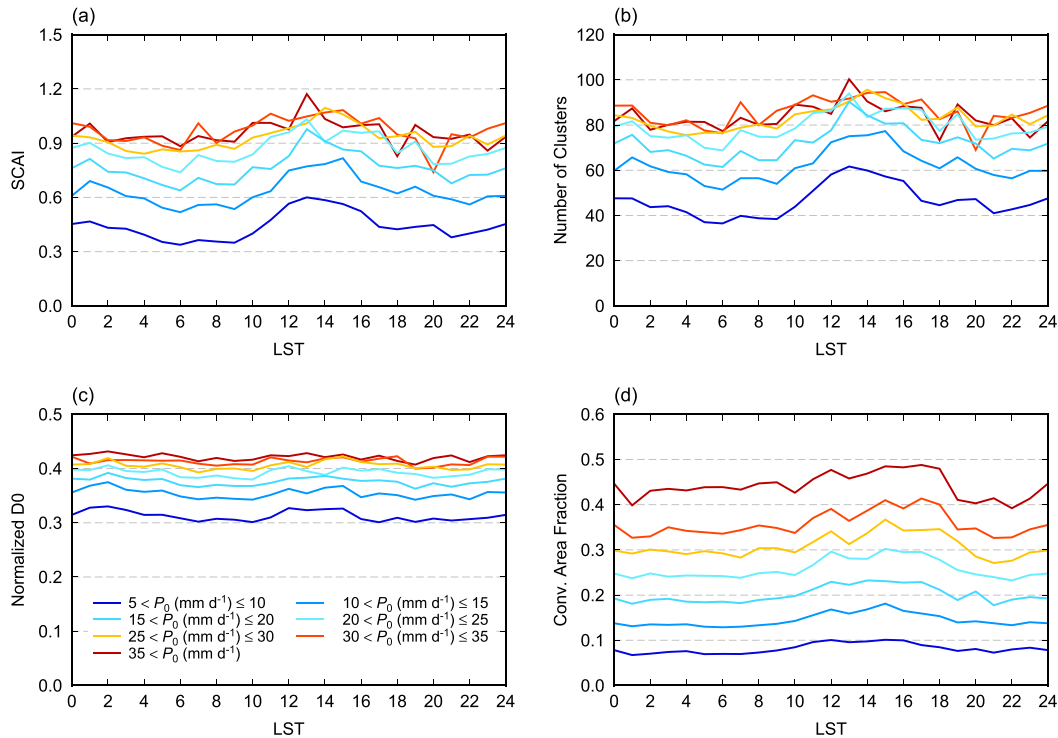 (a)
SCAI
1.5
1.2
0.9
0.6
0.3
0.0
0 2 4 6 8 10 12 14 16 18 20 22 24
LST
(b)
Number of Clusters
120
100
80
60
40
20
0
0 2 4 6 8 10 12 14 16 18 20 22 24
LST
(c)
Normalized D0
0.5
0.4
0.3
0.2
0.1
0.0
5 < P₀ (mm d⁻¹) ≤ 10
10 < P₀ (mm d⁻¹) ≤ 15
15 < P₀ (mm d⁻¹) ≤ 20
20 < P₀ (mm d⁻¹) ≤ 25
25 < P₀ (mm d⁻¹) ≤ 30
30 < P₀ (mm d⁻¹) ≤ 35
35 < P₀ (mm d⁻¹)
0 2 4 6 8 10 12 14 16 18 20 22 24
LST
(d)
Conv. Area Fraction
0.6
0.5
0.4
0.3
0.2
0.1
0.0
0 2 4 6 8 10 12 14 16 18 20 22 24
LST